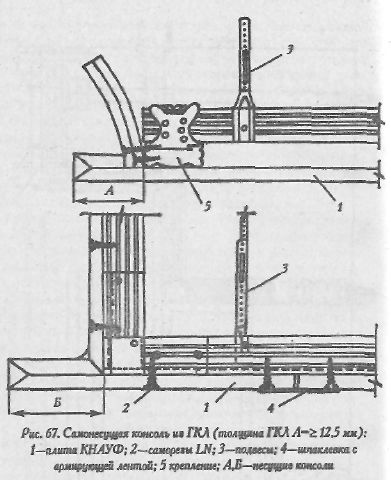 3
А
5
1
3
Б
2
1
4
Рис. 67. Самонесущая консоль из ГКЛ (толщина ГКЛ Λ=≥ 12,5 мм):
1—плита КНАУФ; 2—саморезы LN; 3—подвесы; 4—шпаклевка с
армирующей лентой; 5 крепление; А,Б—несущие консоли